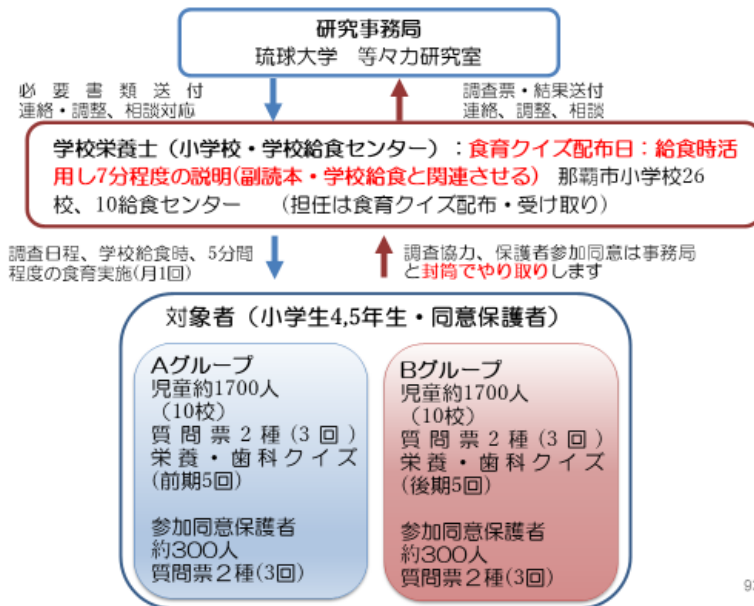 研究事務局
琉球大学　等々力研究室
必要書類送付
連絡・調整、相談対応
調査票・結果送付
連絡、調整、相談
学校栄養士（小学校・学校給食センター）：食育クイズ配布日：給食時活
用し7分程度の説明(副読本・学校給食と関連させる)　那覇市小学校26
校、10給食センター　（担任は食育クイズ配布・受け取り）
調査日程、学校給食時、5分間
程度の食育実施(月1回)
調査協力、保護者参加同意は事務局
と封筒でやり取りします
対象者（小学生4,5年生・同意保護者）
Aグループ
児童約1700人
（10校）
質問票２種(3回)
栄養・歯科クイズ
(前期5回)
参加同意保護者
約300人
質問票２種(3回)
Bグループ
児童約1700人
（10校）
質問票２種(3回)
栄養・歯科クイズ
(後期5回)
参加同意保護者
約300人
質問票２種(3回)